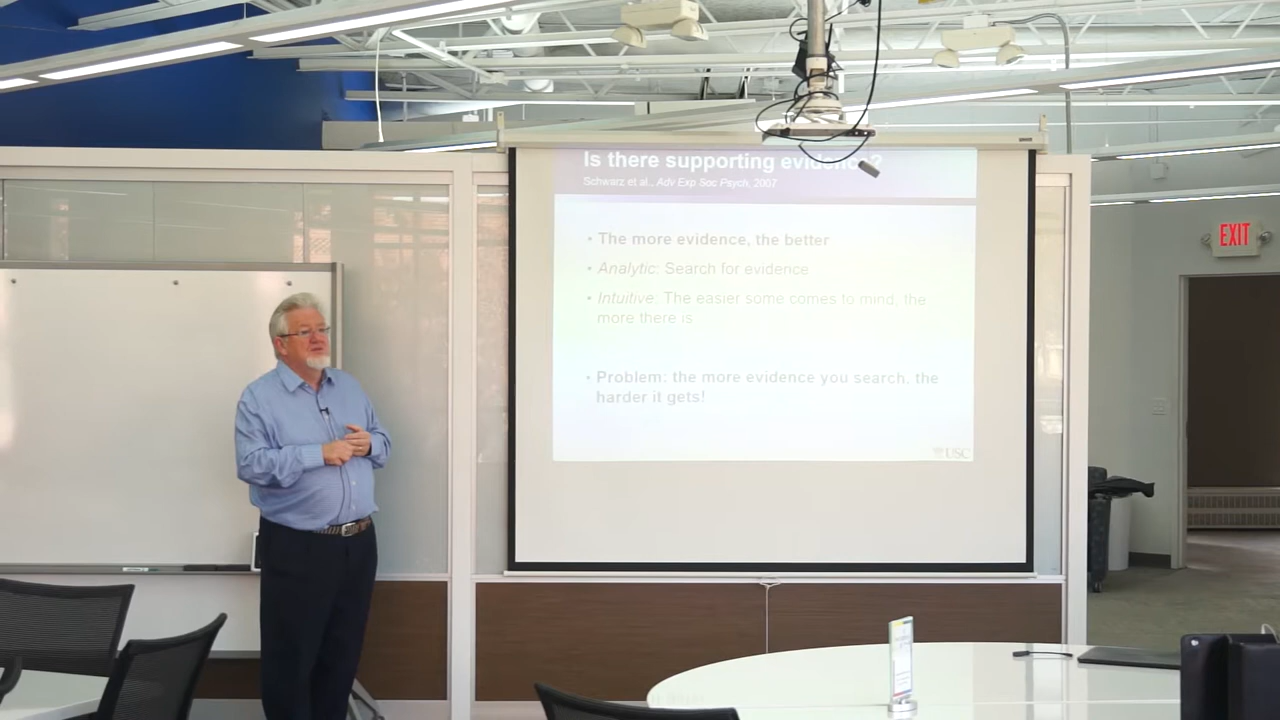 Is there supporting evidence?
Schwarz et al., Adv Exp Soc Psych, 2007
• The more evidence, the better
• Analytic: Search for evidence
• Intuitive: The easier some comes to mind, the
more there is
• Problem: the more evidence you search, the
harder it gets!
USC
EXIT